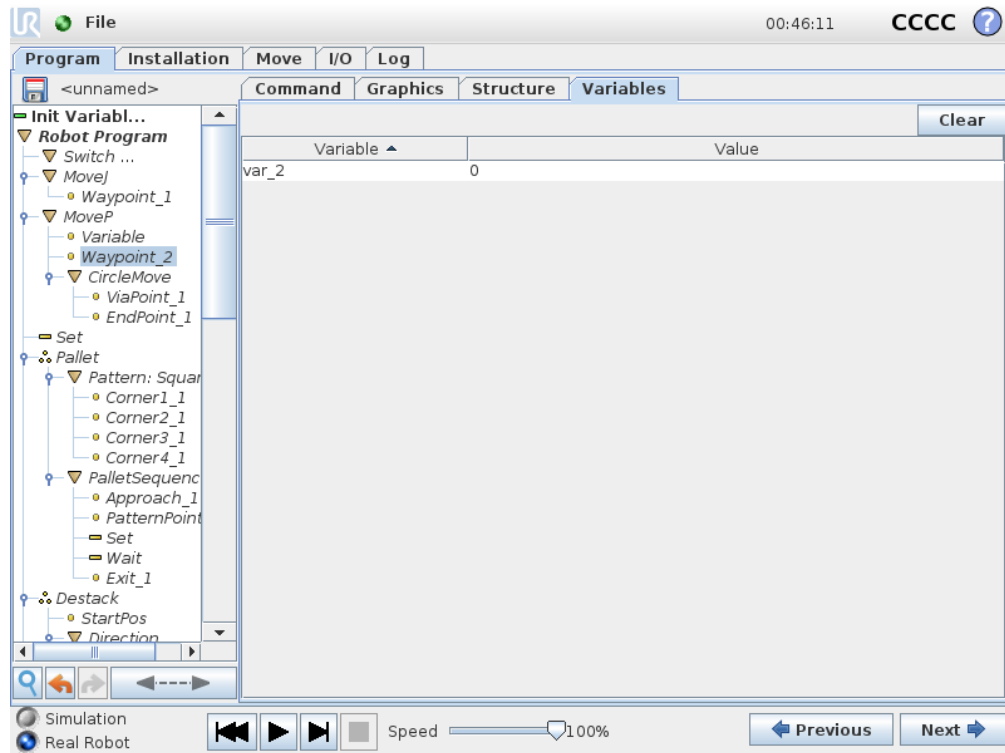 UR File 00:46:11 CCCC ?
Program Installation Move I/O Log
<unnamed>
Command Graphics Structure Variables
Clear
Variable Value
var_2 0
Init Variabl...
Robot Program
Switch ...
MoveJ
Waypoint_1
MoveP
Variable
Waypoint_2
CircleMove
ViaPoint_1
EndPoint_1
Set
Pallet
Pattern: Squar
Corner1_1
Corner2_1
Corner3_1
Corner4_1
PalletSequenc
Approach_1
PatternPoint
Set
Wait
Exit_1
Destack
StartPos
Direction
Simulation
Real Robot
Speed 100%
Previous Next